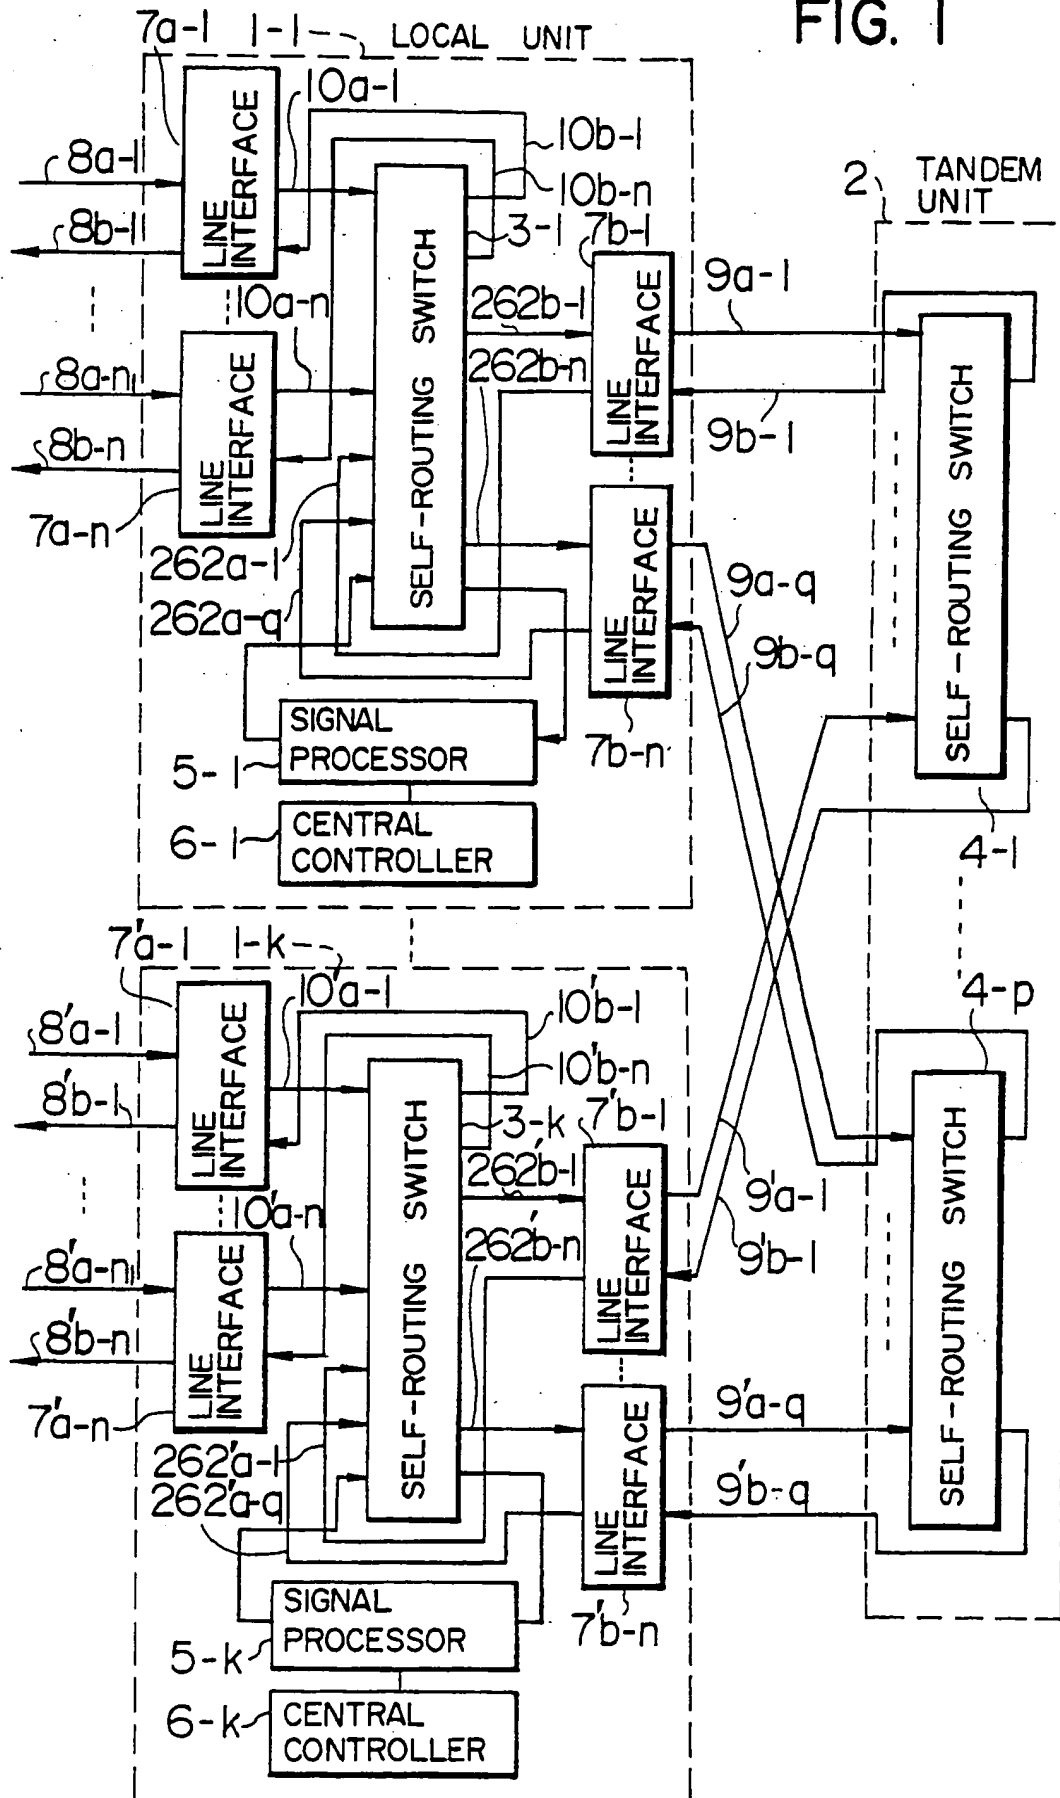 FIG. 1
7a-1
1-1
LOCAL UNIT
10a-1
8a-1
8b-1
LINE INTERFACE
10b-1
10b-n
3-1
7b-1
2
TANDEM UNIT
10a-n
262b-1
9a-1
8a-n
262b-n
8b-n
LINE INTERFACE
SELF-ROUTING SWITCH
LINE INTERFACE
9b-1
SELF-ROUTING SWITCH
7a-n
262a-1
262a-q
LINE INTERFACE
9a-q
9b-q
SIGNAL PROCESSOR
5-1
7b-n
6-1
CENTRAL CONTROLLER
4-1
7'a-1
1-k
10'a-1
10'b-1
4-p
8'a-1
8'b-1
LINE INTERFACE
10'b-n
3-k
7'b-1
262'b-1
9'a-1
10'a-n
262'b-n
9'b-1
8'a-n
8'b-n
LINE INTERFACE
SELF-ROUTING SWITCH
LINE INTERFACE
SELF-ROUTING SWITCH
7'a-n
9'a-q
262'a-1
262'a-q
LINE INTERFACE
9'b-q
SIGNAL PROCESSOR
5-k
7'b-n
6-k
CENTRAL CONTROLLER